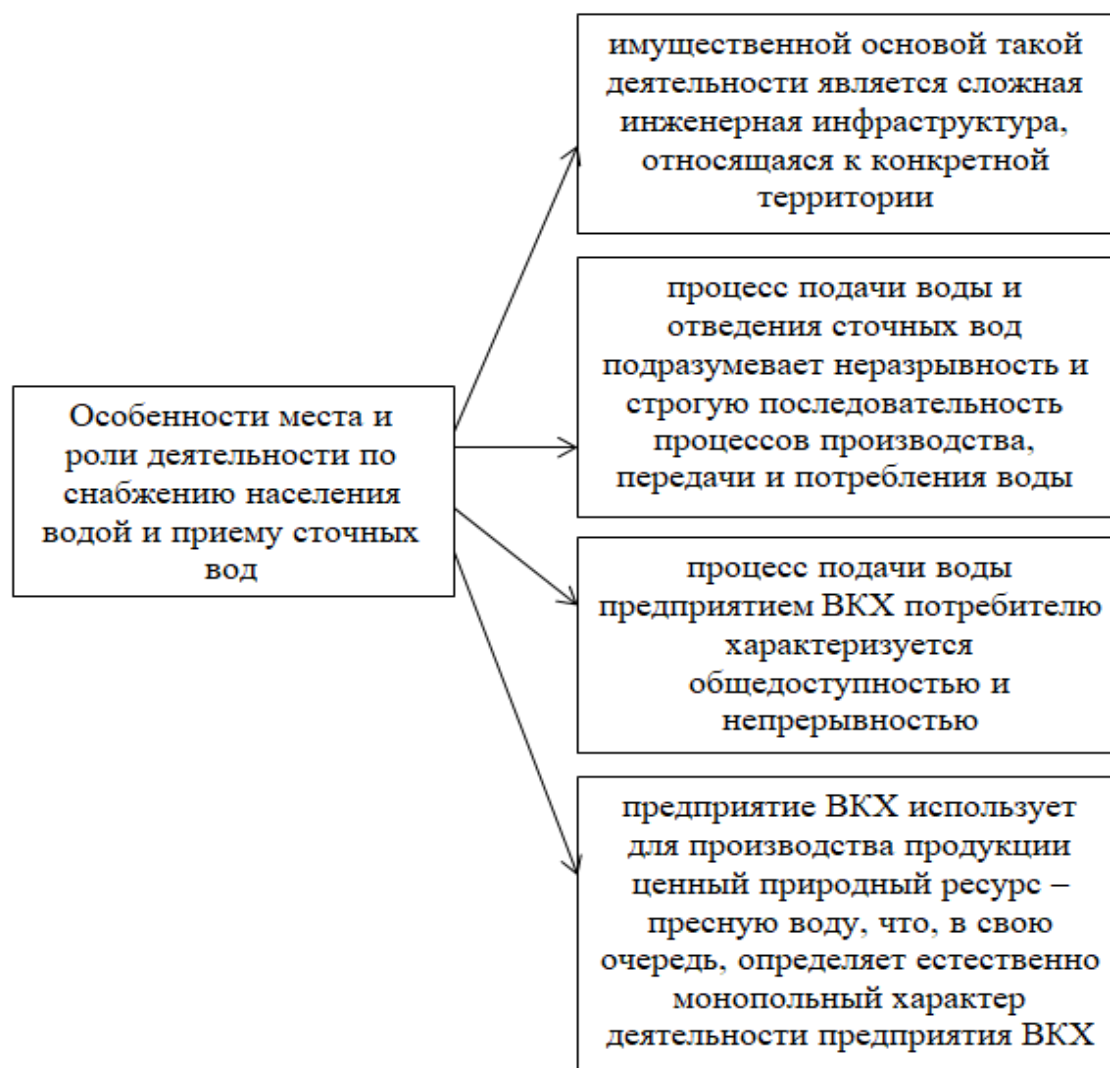 Особенности места и
роли деятельности по
снабжению населения
водой и приему сточных
вод
имущественной основой такой
деятельности является сложная
инженерная инфраструктура,
относящаяся к конкретной
территории
процесс подачи воды и
отведения сточных вод
подразумевает неразрывность и
строгую последовательность
процессов производства,
передачи и потребления воды
процесс подачи воды
предприятием ВКХ потребителю
характеризуется
общедоступностью и
непрерывностью
предприятие ВКХ использует
для производства продукции
ценный природный ресурс –
пресную воду, что, в свою
очередь, определяет естественно
монопольный характер
деятельности предприятия ВКХ